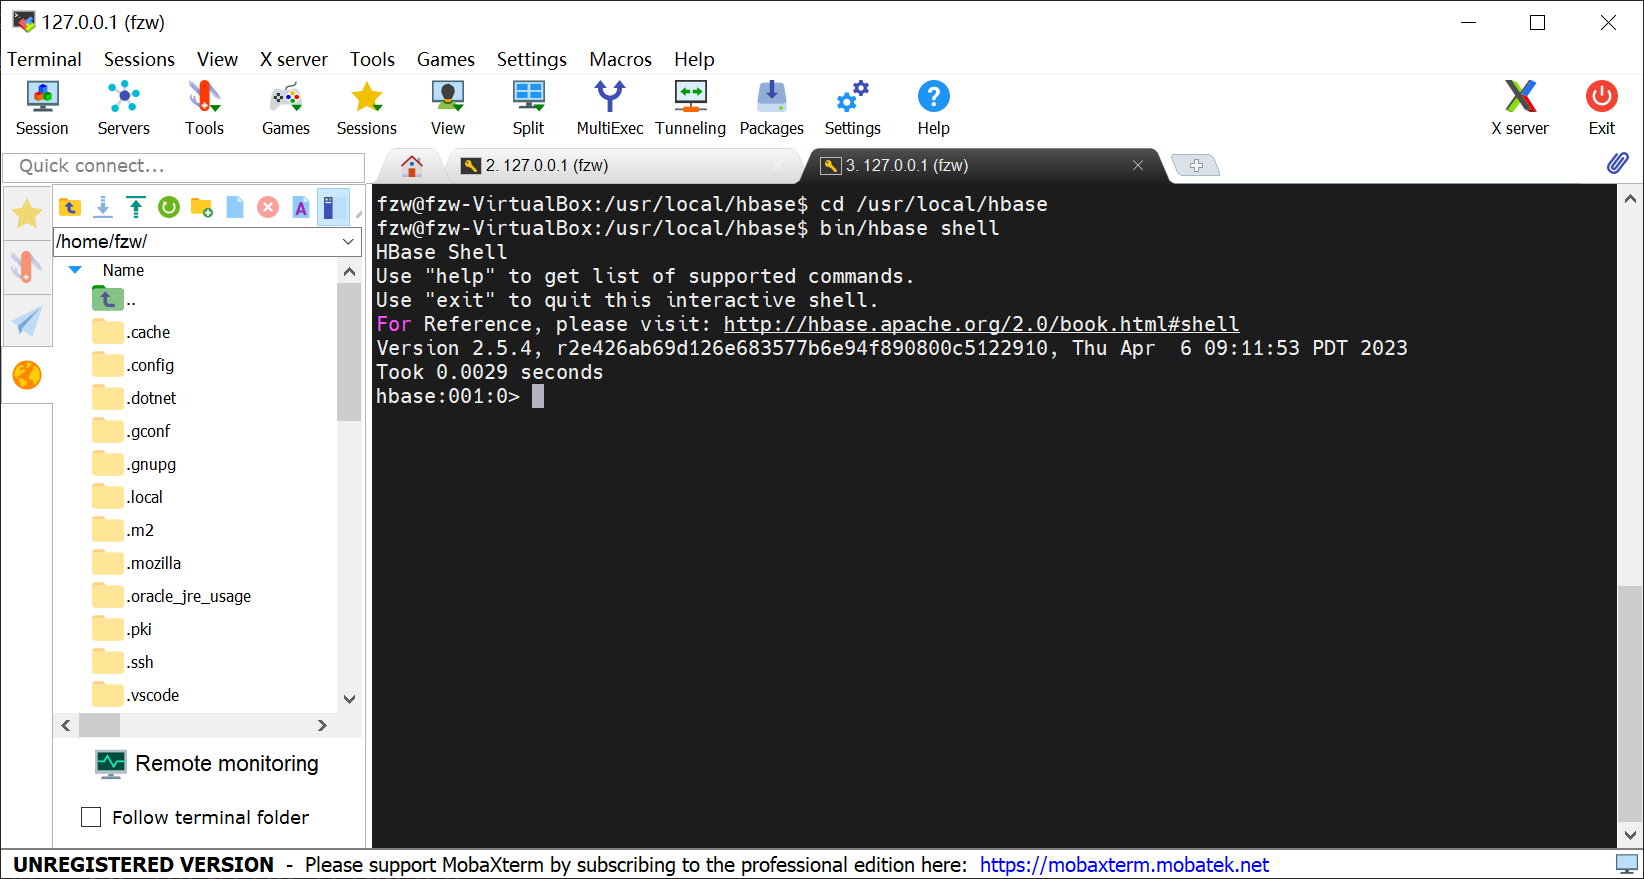 127.0.0.1 (fzw)
Terminal Sessions View X server Tools Games Settings Macros Help
Session Servers Tools Games Sessions View Split MultiExec Tunneling Packages Settings Help X server Exit
Quick connect...
2. 127.0.0.1 (fzw)
3. 127.0.0.1 (fzw)
/home/fzw/
Name
..
.cache
.config
.dotnet
.gconf
.gnupg
.local
.m2
.mozilla
.oracle_jre_usage
.pki
.ssh
.vscode
Remote monitoring
Follow terminal folder
fzw@fzw-VirtualBox:/usr/local/hbase$ cd /usr/local/hbase
fzw@fzw-VirtualBox:/usr/local/hbase$ bin/hbase shell
HBase Shell
Use "help" to get list of supported commands.
Use "exit" to quit this interactive shell.
For Reference, please visit: http://hbase.apache.org/2.0/book.html#shell
Version 2.5.4, r2e426ab69d126e683577b6e94f890800c5122910, Thu Apr  6 09:11:53 PDT 2023
Took 0.0029 seconds
hbase:001:0>
UNREGISTERED VERSION - Please support MobaXterm by subscribing to the professional edition here: https://mobaxterm.mobatek.net